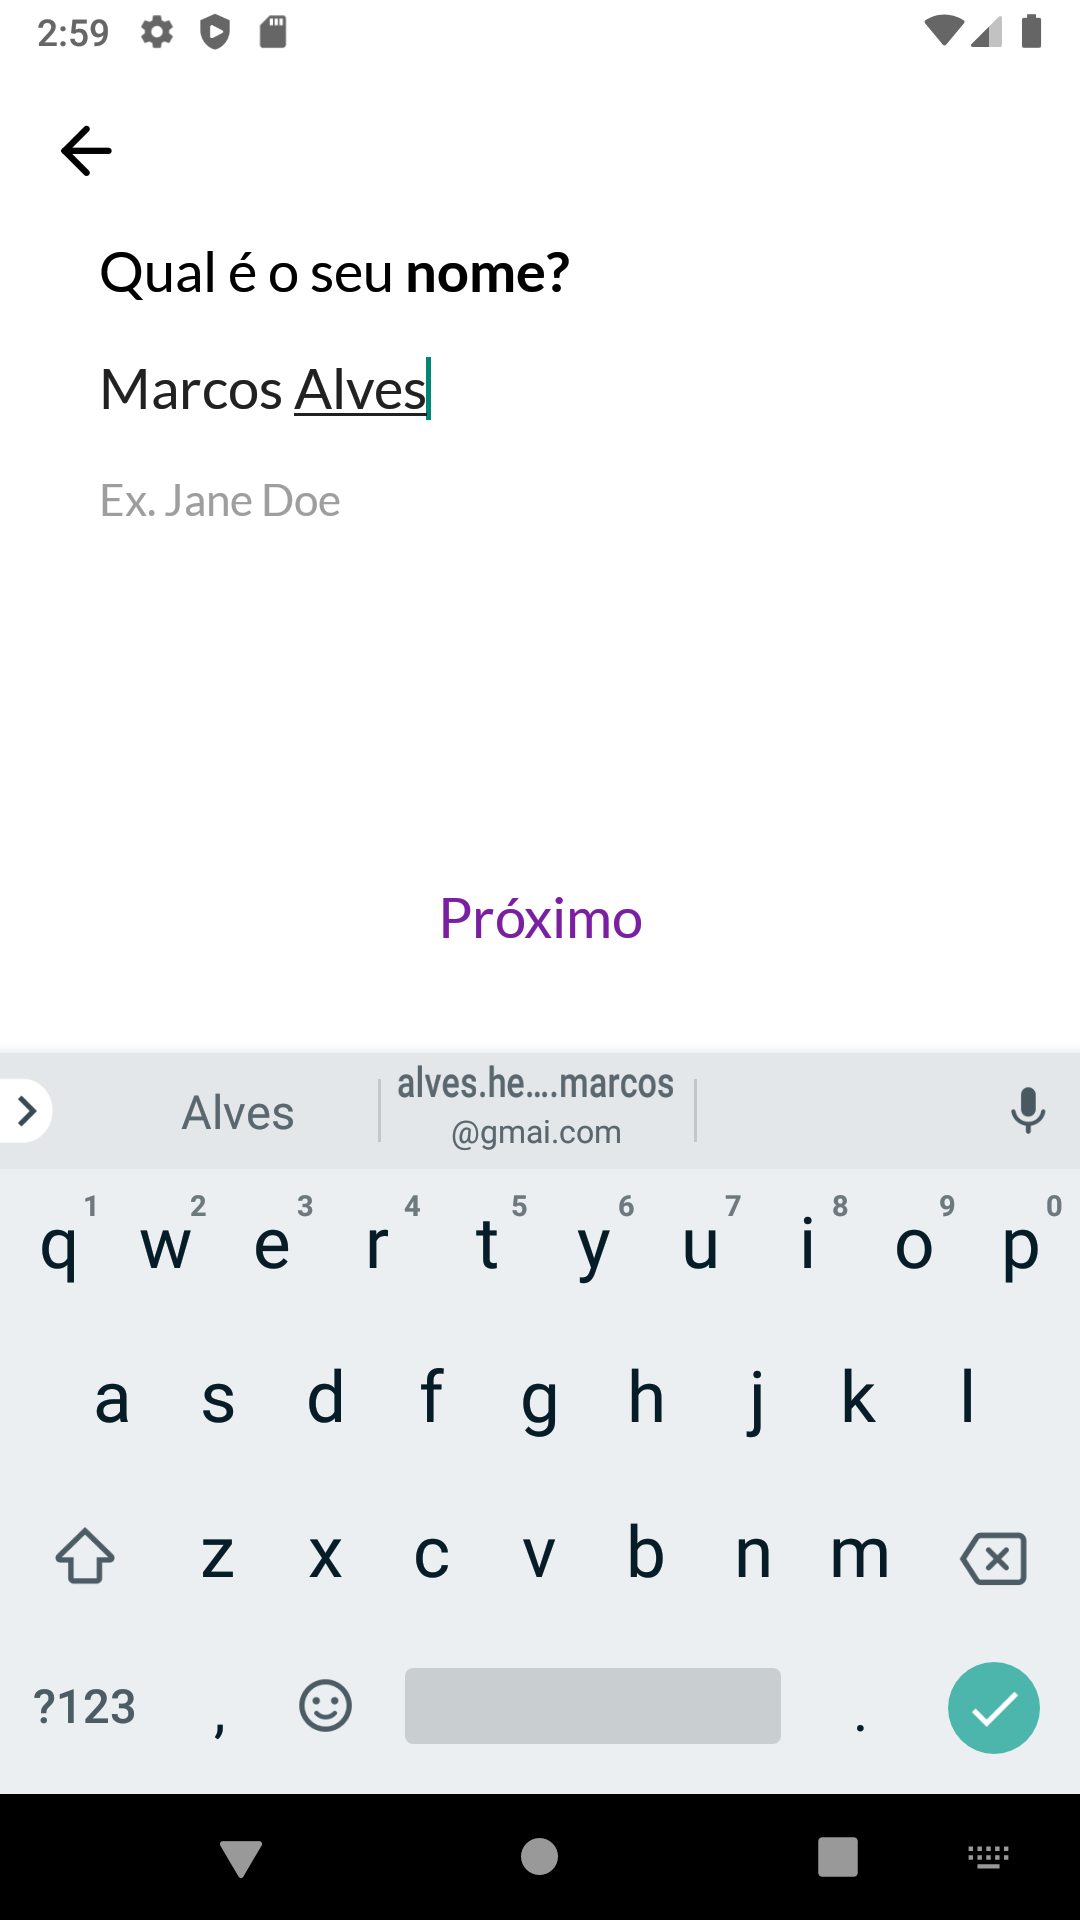 2:59
Qual é o seu nome?
Marcos Alves
Ex. Jane Doe
Próximo
Alves
alves.he....marcos
@gmai.com
1 2 3 4 5 6 7 8 9 0
q w e r t y u i o p
a s d f g h j k l
z x c v b n m
?123 , .